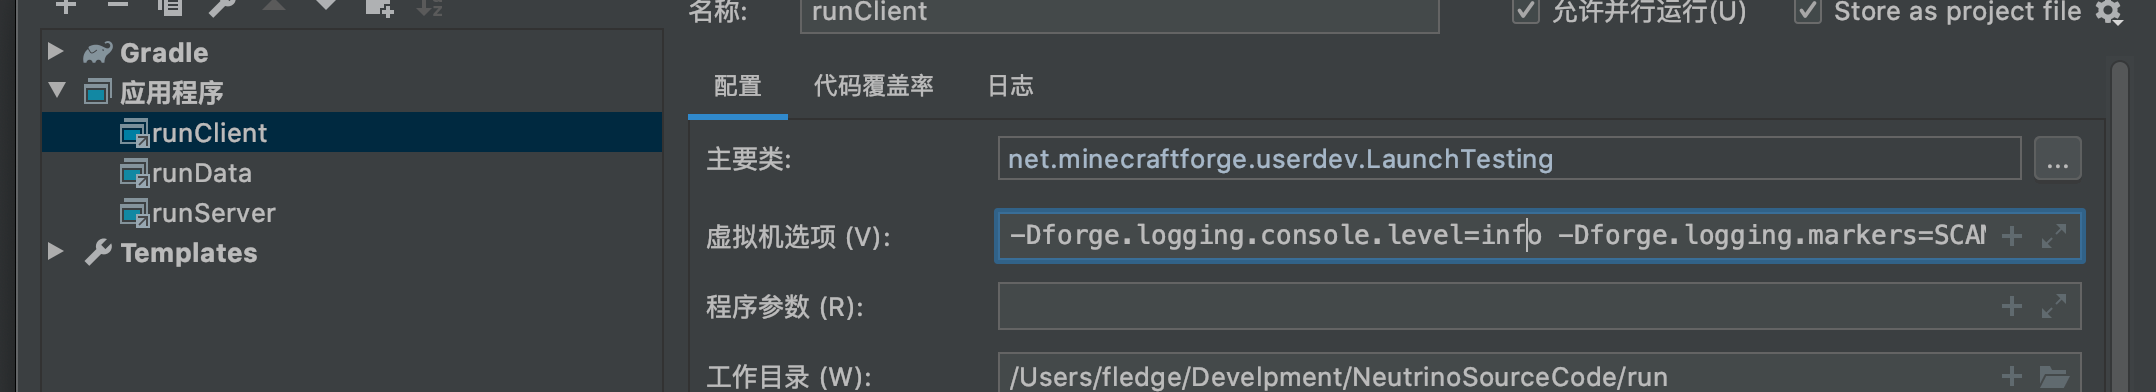 名称: runClient 允许并行运行(U) Store as project file
Gradle
应用程序
runClient
runData
runServer
Templates
配置 代码覆盖率 日志
主要类: net.minecraftforge.userdev.LaunchTesting ...
虚拟机选项 (V): -Dforge.logging.console.level=info -Dforge.logging.markers=SCAN
程序参数 (R):
工作目录 (W): /Users/fledge/Develpment/NeutrinoSourceCode/run